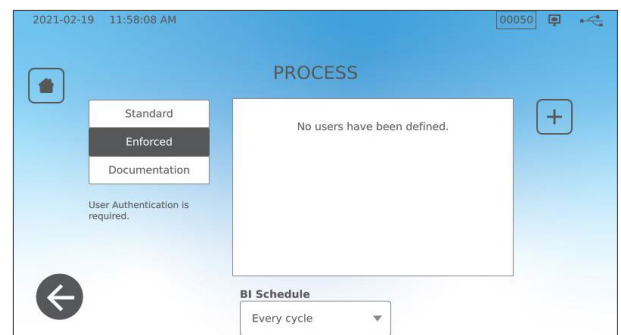 2021-02-19 11:58:08 AM 00050
PROCESS
Standard
Enforced
Documentation
User Authentication is
required.
No users have been defined.
BI Schedule
Every cycle